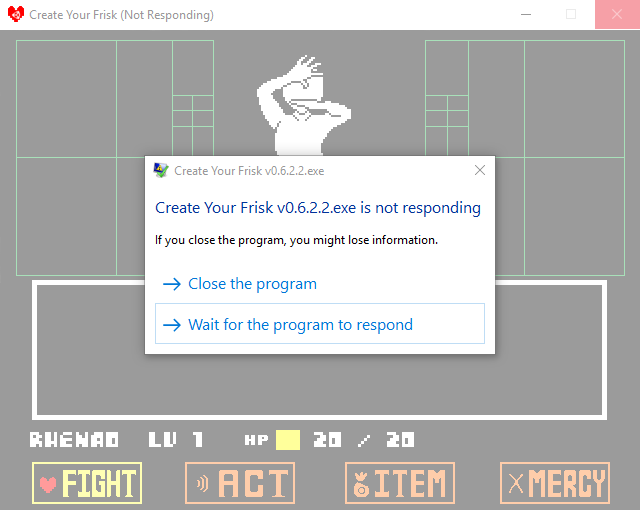 Create Your Frisk (Not Responding)
Create Your Frisk v0.6.2.2.exe
Create Your Frisk v0.6.2.2.exe is not responding
If you close the program, you might lose information.
Close the program
Wait for the program to respond
RHENAO LV 1 HP 20 / 20
FIGHT ACT ITEM MERCY